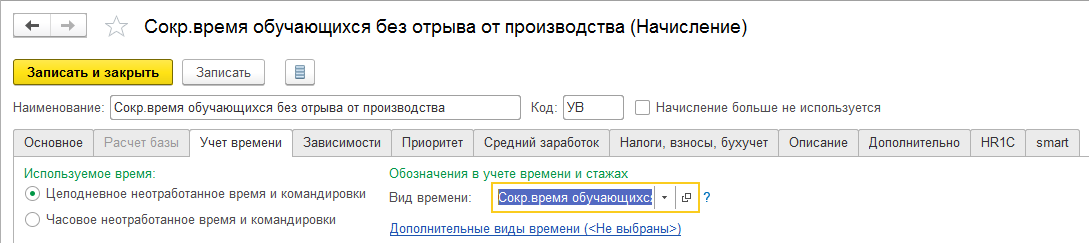 Сокр.время обучающихся без отрыва от производства (Начисление)
Записать и закрыть Записать
Наименование: Сокр.время обучающихся без отрыва от производства Код: УВ Начисление больше не используется
Основное Расчет базы Учет времени Зависимости Приоритет Средний заработок Налоги, взносы, бухучет Описание Дополнительно HR1C smart
Используемое время: Обозначения в учете времени и стажах
Целодневное неотработанное время и командировки Вид времени: Сокр.время обучающихс ?
Часовое неотработанное время и командировки
Дополнительные виды времени (<Не выбраны>)